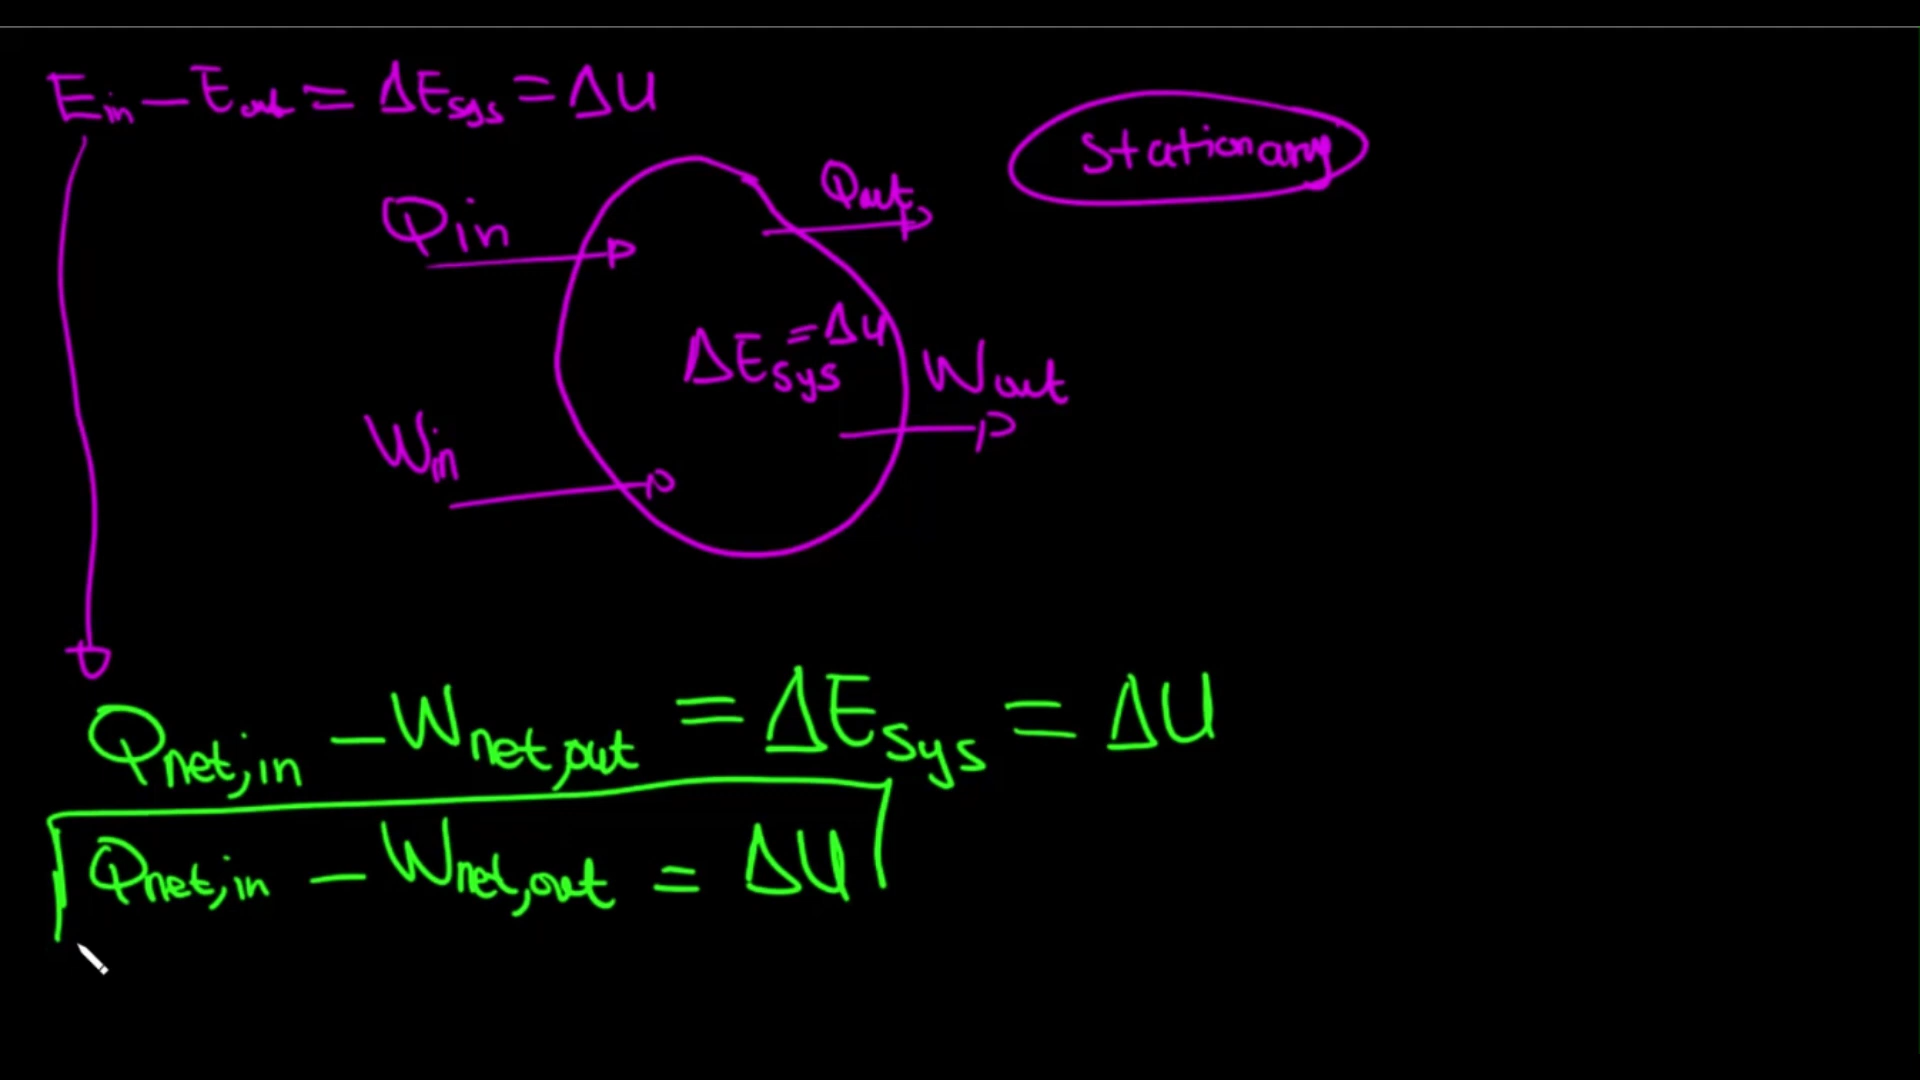 Ein - Eout = ΔEsys = ΔU
Stationary
Qin
Qout
ΔEsys = ΔU
Wout
Win
Qnet,in - Wnet,out = ΔEsys = ΔU
Qnet,in - Wnet,out = ΔU